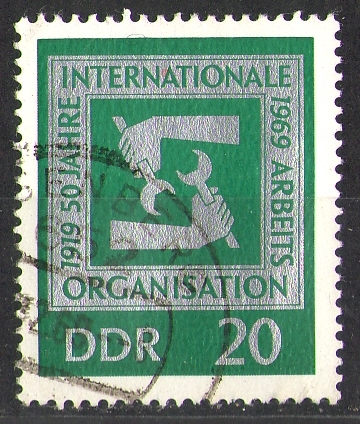 INTERNATIONALE
1919 50 JAHRE
1969 ARBEITS
ORGANISATION
DDR 20